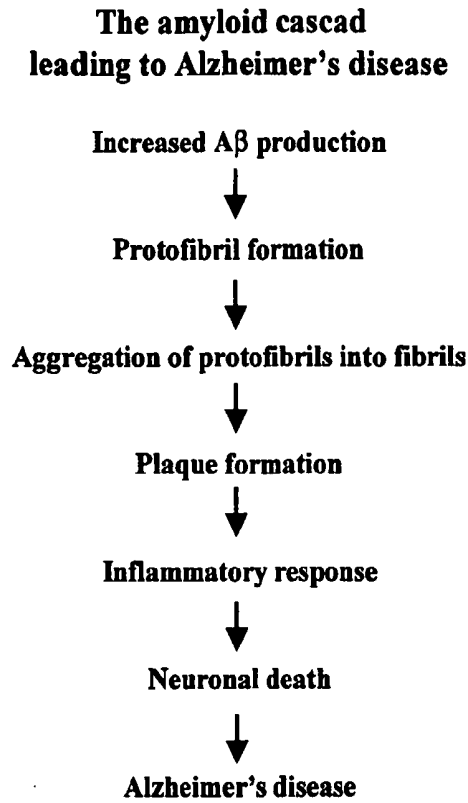 The amyloid cascad
leading to Alzheimer's disease
Increased Aβ production
Protofibril formation
Aggregation of protofibrils into fibrils
Plaque formation
Inflammatory response
Neuronal death
Alzheimer's disease